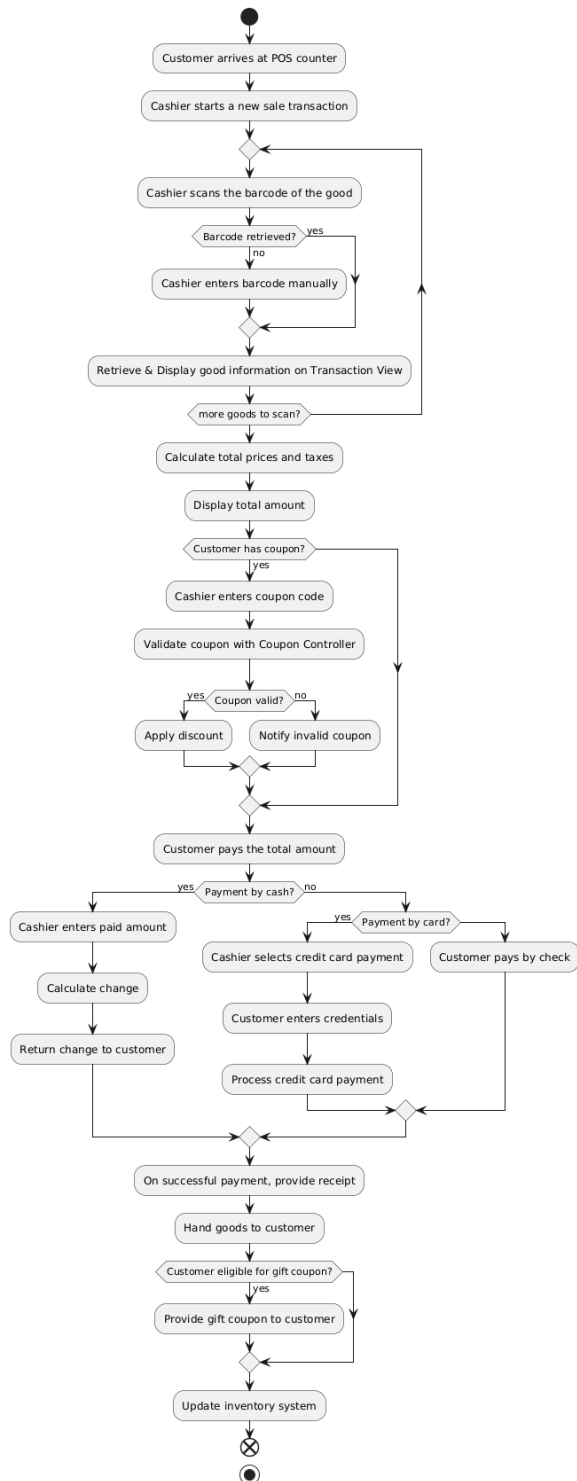 Customer arrives at POS counter
Cashier starts a new sale transaction
Cashier scans the barcode of the good
Barcode retrieved?
yes
no
Cashier enters barcode manually
Retrieve & Display good information on Transaction View
more goods to scan?
Calculate total prices and taxes
Display total amount
Customer has coupon?
yes
Cashier enters coupon code
Validate coupon with Coupon Controller
yes
Coupon valid?
no
Apply discount
Notify invalid coupon
Customer pays the total amount
yes
Payment by cash?
no
Cashier enters paid amount
Calculate change
Return change to customer
yes
Payment by card?
Cashier selects credit card payment
Customer enters credentials
Process credit card payment
Customer pays by check
On successful payment, provide receipt
Hand goods to customer
Customer eligible for gift coupon?
yes
Provide gift coupon to customer
Update inventory system